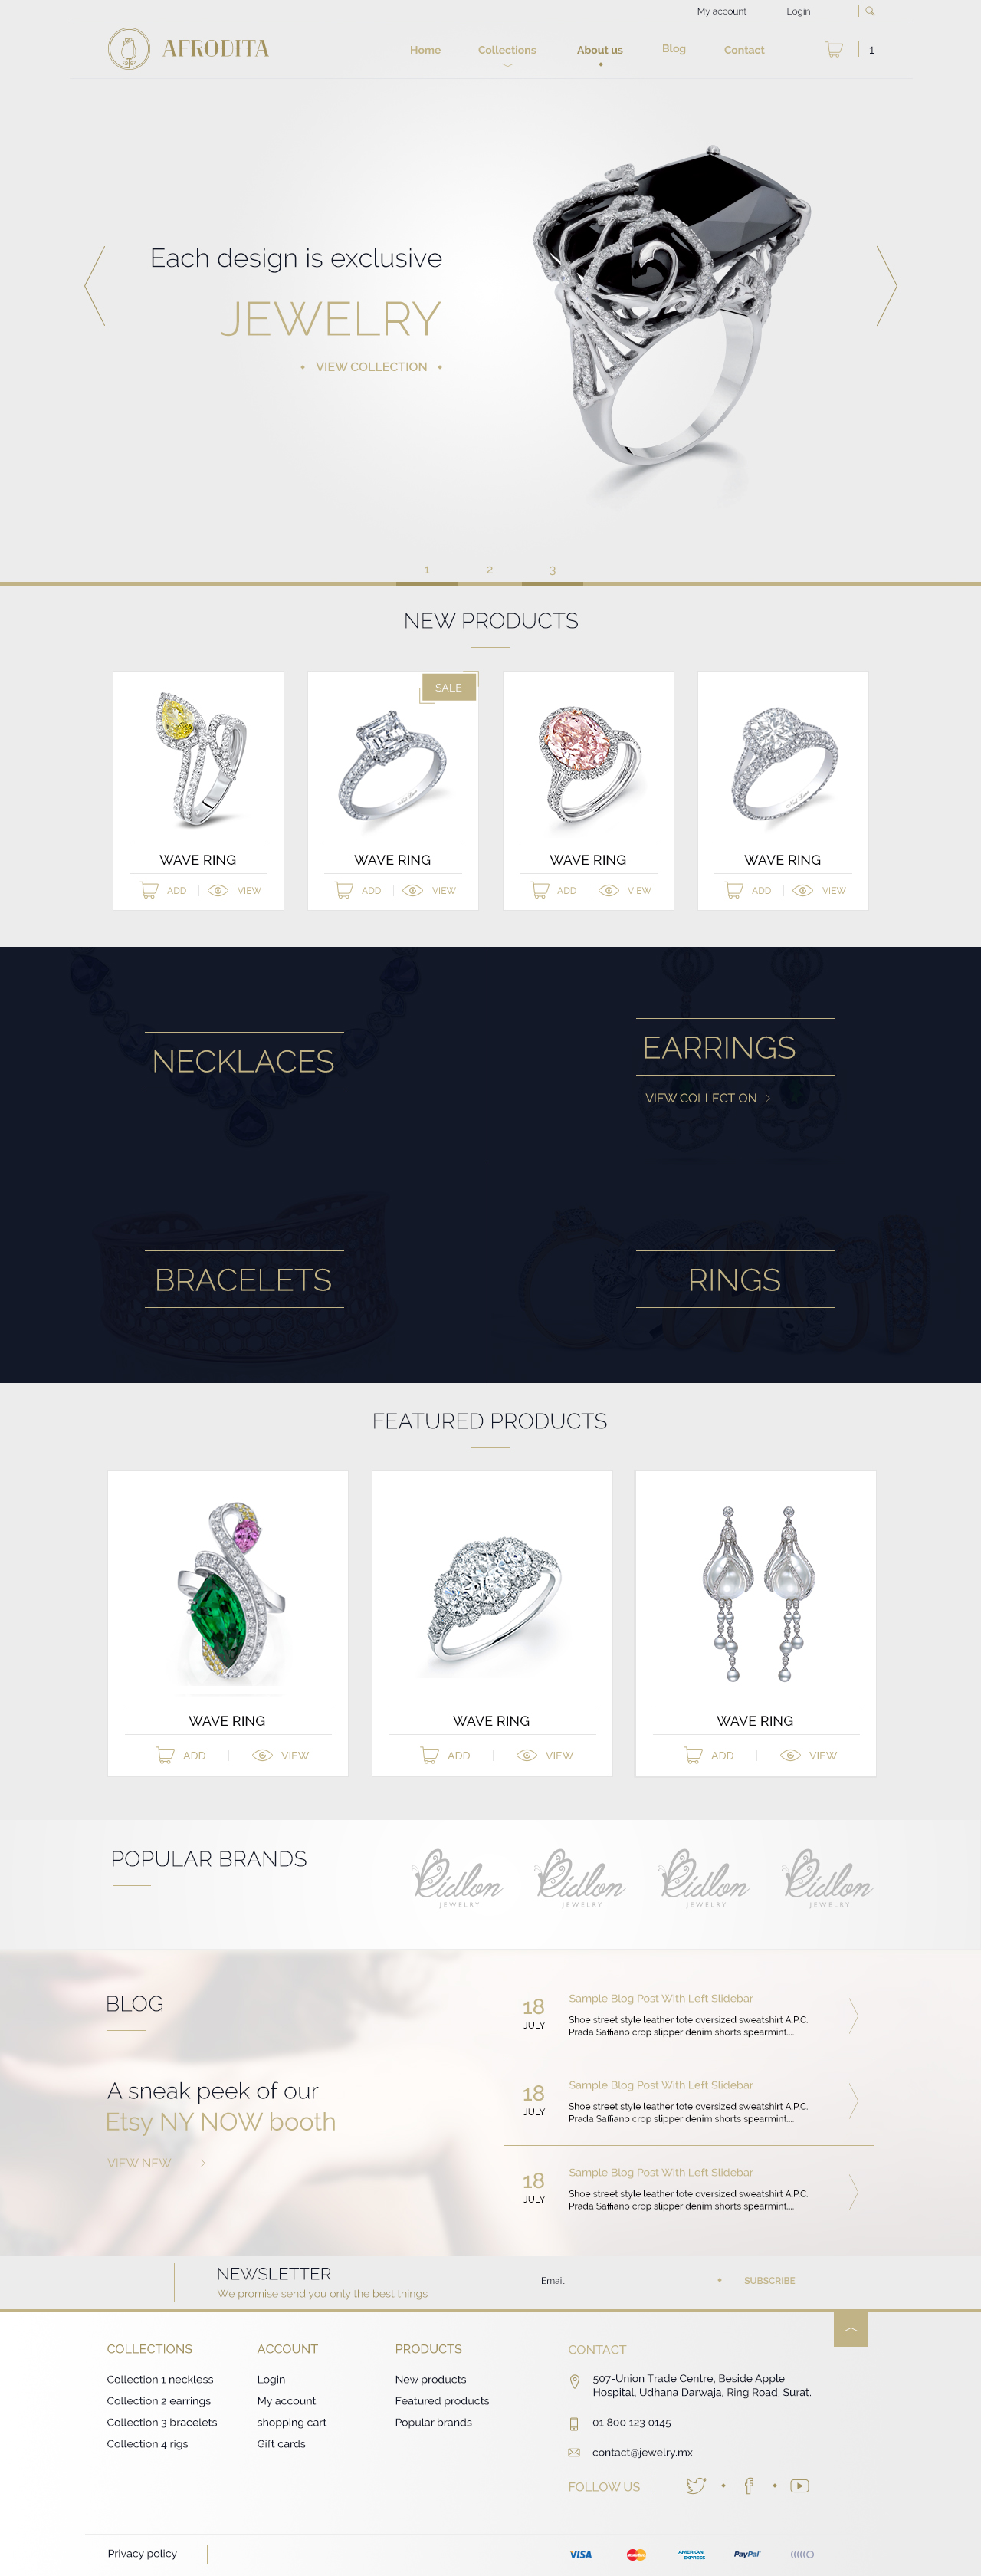 My account Login
AFRODITA
Home Collections About us Blog Contact 1
Each design is exclusive
JEWELRY
VIEW COLLECTION
1 2 3
NEW PRODUCTS
SALE
WAVE RING WAVE RING WAVE RING WAVE RING
ADD VIEW ADD VIEW ADD VIEW ADD VIEW
NECKLACES
EARRINGS
VIEW COLLECTION
BRACELETS
RINGS
FEATURED PRODUCTS
WAVE RING WAVE RING WAVE RING
ADD VIEW ADD VIEW ADD VIEW
POPULAR BRANDS
Ridlon Ridlon Ridlon Ridlon
JEWELRY JEWELRY JEWELRY JEWELRY
BLOG
A sneak peek of our
Etsy NY NOW booth
VIEW NEW
18
JULY
Sample Blog Post With Left Slidebar
Shoe street style leather tote oversized sweatshirt A.P.C.
Prada Saffiano crop slipper denim shorts spearmint....
18
JULY
Sample Blog Post With Left Slidebar
Shoe street style leather tote oversized sweatshirt A.P.C.
Prada Saffiano crop slipper denim shorts spearmint....
18
JULY
Sample Blog Post With Left Slidebar
Shoe street style leather tote oversized sweatshirt A.P.C.
Prada Saffiano crop slipper denim shorts spearmint....
NEWSLETTER
We promise send you only the best things
Email SUBSCRIBE
COLLECTIONS
Collection 1 neckless
Collection 2 earrings
Collection 3 bracelets
Collection 4 rigs
ACCOUNT
Login
My account
shopping cart
Gift cards
PRODUCTS
New products
Featured products
Popular brands
CONTACT
507-Union Trade Centre, Beside Apple
Hospital, Udhana Darwaja, Ring Road, Surat.
01 800 123 0145
contact@jewelry.mx
FOLLOW US
Privacy policy
VISA
MasterCard
AMERICAN
EXPRESS
PayPal